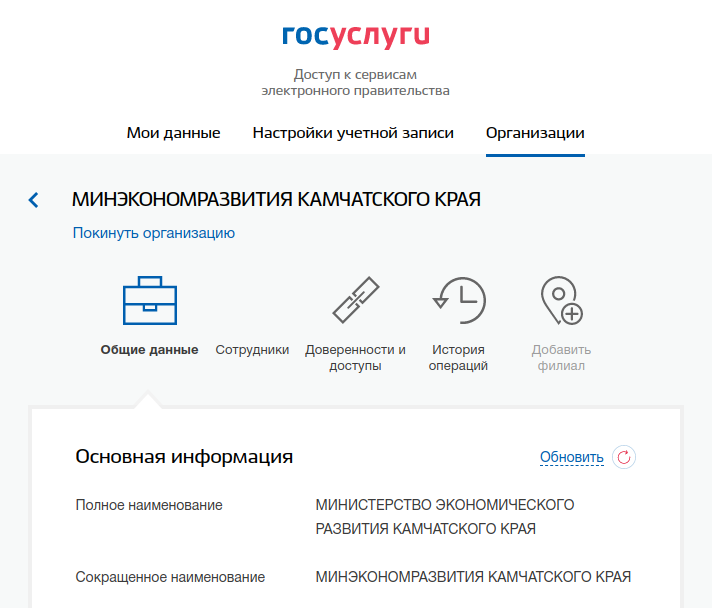 госуслуги
Доступ к сервисам
электронного правительства
Мои данные Настройки учетной записи Организации
МИНЭКОНОМРАЗВИТИЯ КАМЧАТСКОГО КРАЯ
Покинуть организацию
Общие данные Сотрудники Доверенности и доступы История операций Добавить филиал
Основная информация Обновить
Полное наименование МИНИСТЕРСТВО ЭКОНОМИЧЕСКОГО
РАЗВИТИЯ КАМЧАТСКОГО КРАЯ
Сокращенное наименование МИНЭКОНОМРАЗВИТИЯ КАМЧАТСКОГО КРАЯ